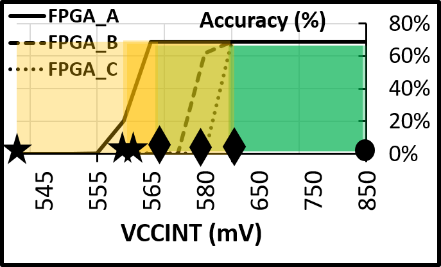 FPGA_A
Accuracy (%)
80%
FPGA_B
60%
FPGA_C
40%
20%
0%
545
555
565
580
650
750
850
VCCINT (mV)